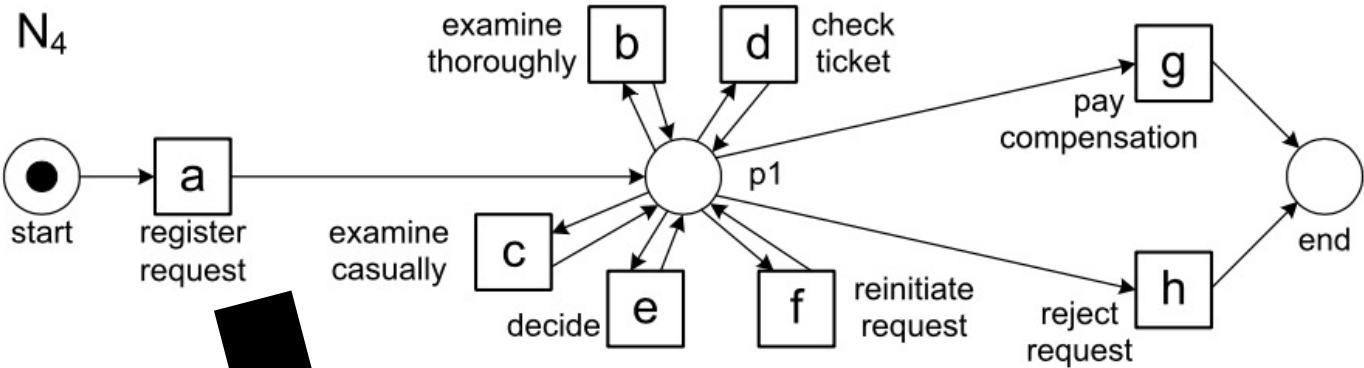 N4
examine
thoroughly
b
d
check
ticket
g
pay
compensation
start
a
register
request
p1
end
examine
casually
c
decide
e
f
reinitiate
request
h
reject
request